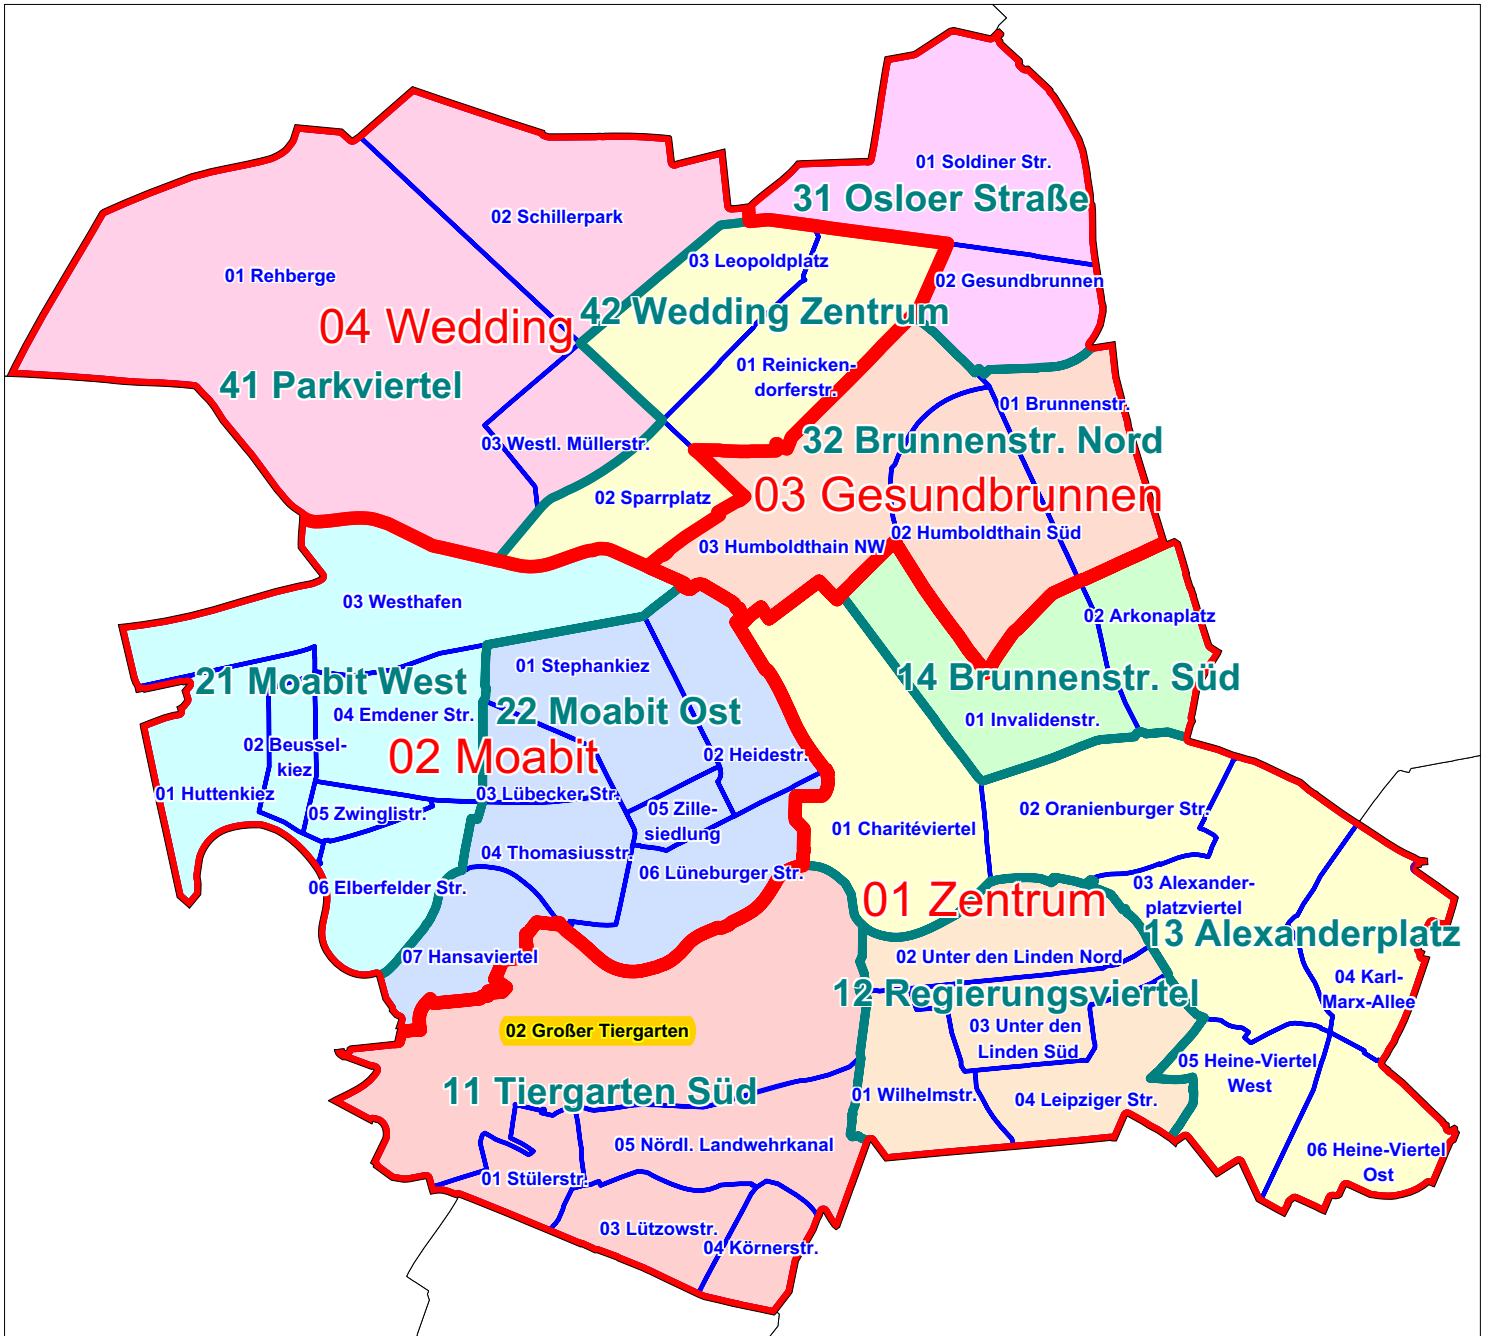 01 Soldiner Str.
31 Osloer Straße
02 Schillerpark
03 Leopoldplatz
01 Rehberge
02 Gesundbrunnen
04 Wedding
42 Wedding Zentrum
01 Reinicken-
dorferstr.
41 Parkviertel
01 Brunnenstr.
03 Westl. Müllerstr.
32 Brunnenstr. Nord
02 Sparrplatz
03 Gesundbrunnen
02 Humboldthain Süd
03 Humboldthain NW
03 Westhafen
02 Arkonaplatz
01 Stephankiez
21 Moabit West
14 Brunnenstr. Süd
04 Emdener Str.
22 Moabit Ost
01 Invalidenstr.
02 Beussel-
kiez
02 Moabit
02 Heidestr.
01 Huttenkiez
03 Lübecker Str.
05 Zwinglistr.
05 Zille-
siedlung
02 Oranienburger Str.
01 Charitéviertel
04 Thomasiusstr.
06 Lüneburger Str.
06 Elberfelder Str.
01 Zentrum
03 Alexander-
platzviertel
13 Alexanderplatz
07 Hansaviertel
02 Unter den Linden Nord
04 Karl-
Marx-Allee
12 Regierungsviertel
02 Großer Tiergarten
03 Unter den
Linden Süd
05 Heine-Viertel
West
11 Tiergarten Süd
01 Wilhelmstr.
04 Leipziger Str.
05 Nördl. Landwehrkanal
06 Heine-Viertel
Ost
01 Stülerstr.
03 Lützowstr.
04 Körnerstr.